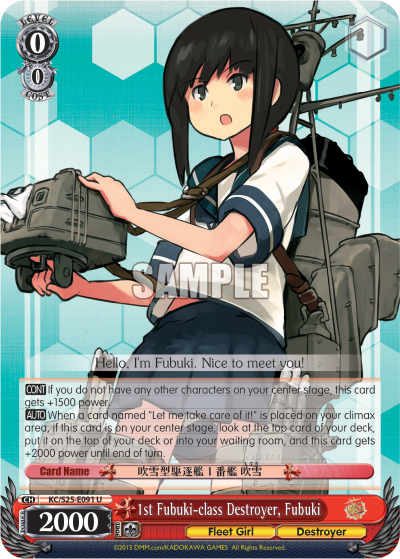 LEVEL
0
0
COST
SAMPLE
Hello, I'm Fubuki. Nice to meet you!
CONT If you do not have any other characters on your center stage, this card
gets +1500 power.
AUTO When a card named "Let me take care of it!" is placed on your climax
area, if this card is on your center stage, look at the top card of your deck,
put it on the top of your deck or into your waiting room, and this card gets
+2000 power until end of turn.
Card Name
吹雪型駆逐艦1番艦 吹雪
CH KC/S25-E091 U
POWER
2000
SOUL
1st Fubuki-class Destroyer, Fubuki
Fleet Girl
Destroyer
©2015 DMM.com/KADOKAWA GAMES All Rights Reserved.